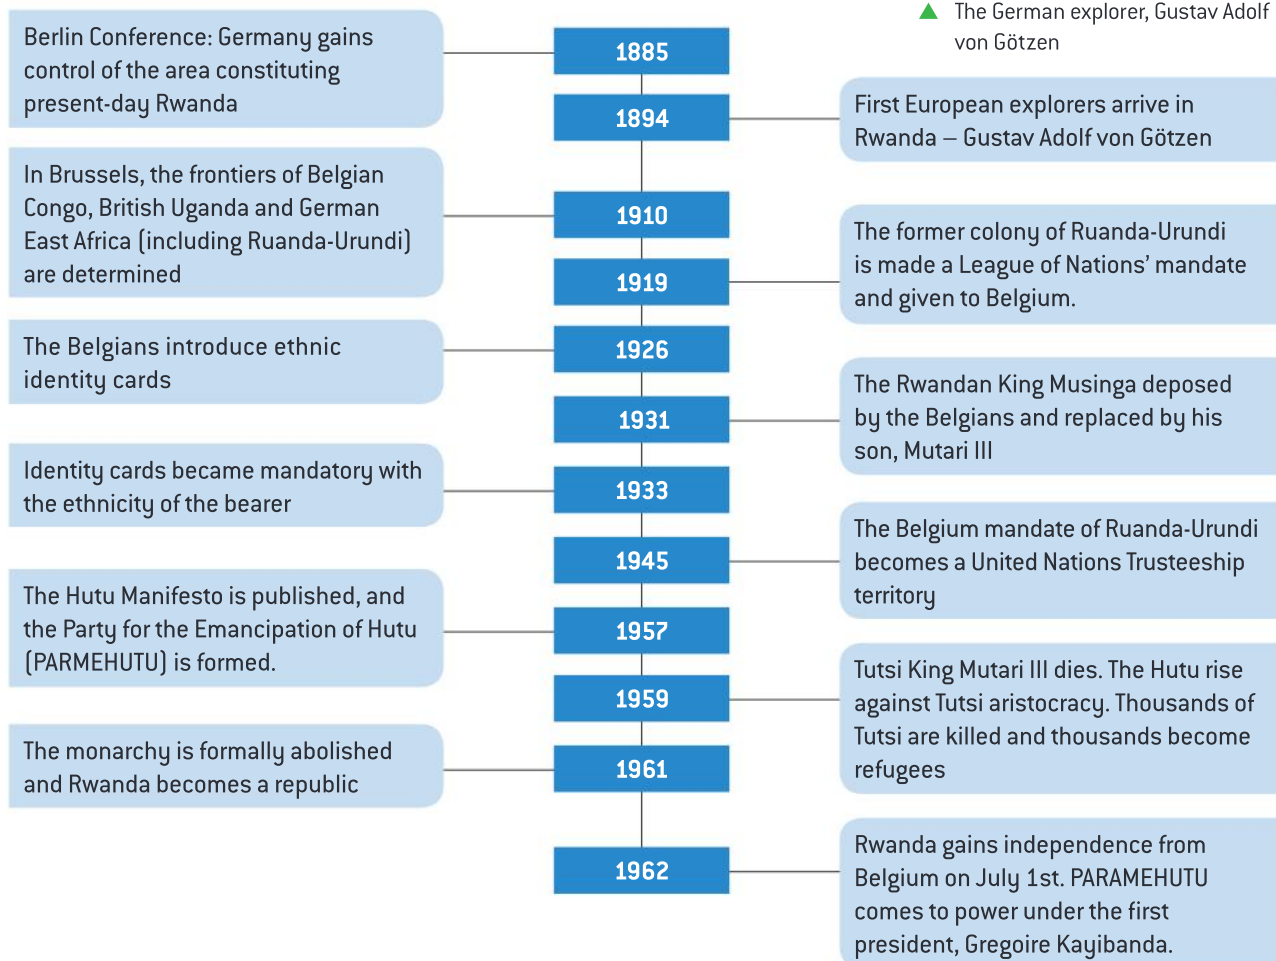 The German explorer, Gustav Adolf
von Götzen
Berlin Conference: Germany gains
control of the area constituting
present-day Rwanda
1885
1894
First European explorers arrive in
Rwanda – Gustav Adolf von Götzen
In Brussels, the frontiers of Belgian
Congo, British Uganda and German
East Africa (including Ruanda-Urundi)
are determined
1910
1919
The former colony of Ruanda-Urundi
is made a League of Nations’ mandate
and given to Belgium.
The Belgians introduce ethnic
identity cards
1926
1931
The Rwandan King Musinga deposed
by the Belgians and replaced by his
son, Mutari III
Identity cards became mandatory with
the ethnicity of the bearer
1933
1945
The Belgium mandate of Ruanda-Urundi
becomes a United Nations Trusteeship
territory
The Hutu Manifesto is published, and
the Party for the Emancipation of Hutu
(PARMEHUTU) is formed.
1957
1959
Tutsi King Mutari III dies. The Hutu rise
against Tutsi aristocracy. Thousands of
Tutsi are killed and thousands become
refugees
The monarchy is formally abolished
and Rwanda becomes a republic
1961
1962
Rwanda gains independence from
Belgium on July 1st. PARAMEHUTU
comes to power under the first
president, Gregoire Kayibanda.